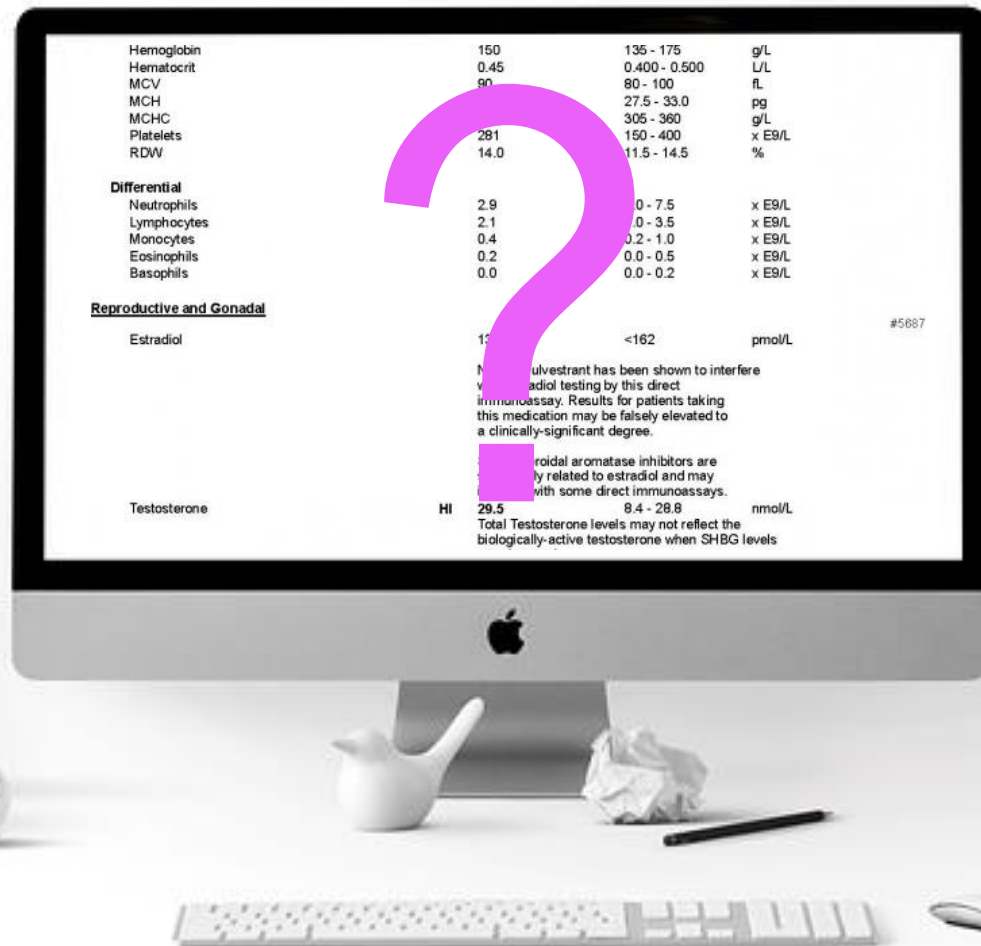 Hemoglobin 150 135 - 175 g/L
Hematocrit 0.45 0.400 - 0.500 L/L
MCV 90 80 - 100 fL
MCH 27.5 - 33.0 pg
MCHC 305 - 360 g/L
Platelets 281 150 - 400 x E9/L
RDW 14.0 11.5 - 14.5 %
Differential
Neutrophils 2.9 - 7.5 x E9/L
Lymphocytes 2.1 - 3.5 x E9/L
Monocytes 0.4 0.2 - 1.0 x E9/L
Eosinophils 0.2 0.0 - 0.5 x E9/L
Basophils 0.0 0.0 - 0.2 x E9/L
Reproductive and Gonadal
#5687
Estradiol <162 pmol/L
has been shown to interfere
testing by this direct
immunoassay. Results for patients taking
this medication may be falsely elevated to
a clinically-significant degree.
aromatase inhibitors are
related to estradiol and may
with some direct immunoassays.
Testosterone HI 29.5 8.4 - 28.8 nmol/L
Total Testosterone levels may not reflect the
biologically-active testosterone when SHBG levels
?